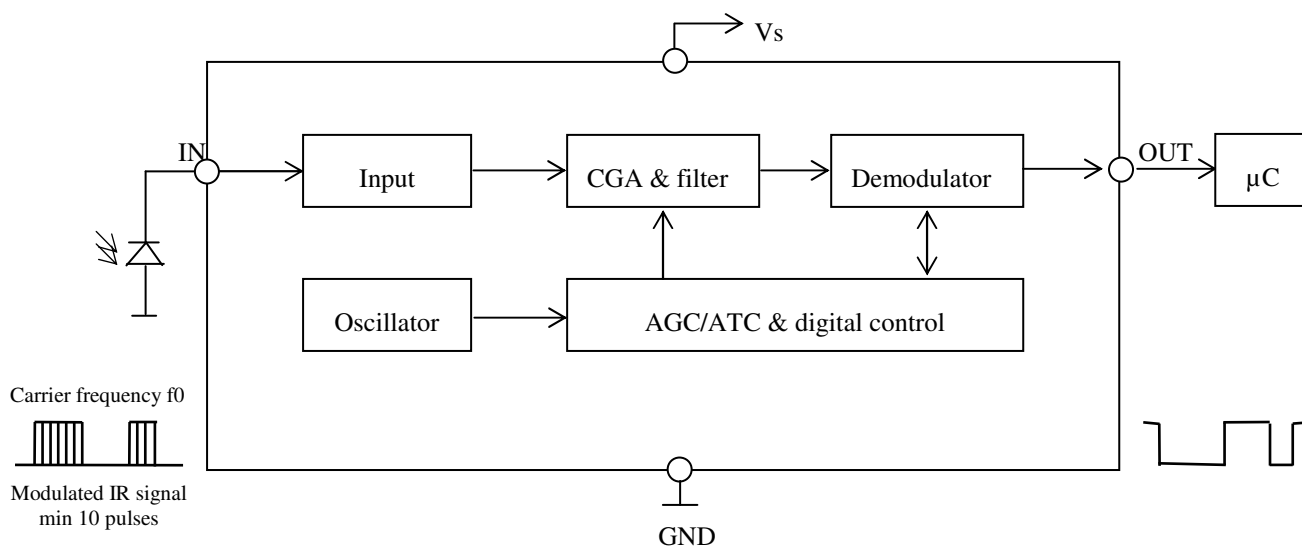 Vs
IN
OUT
Input
CGA & filter
Demodulator
µC
Oscillator
AGC/ATC & digital control
Carrier frequency f0
Modulated IR signal
min 10 pulses
GND